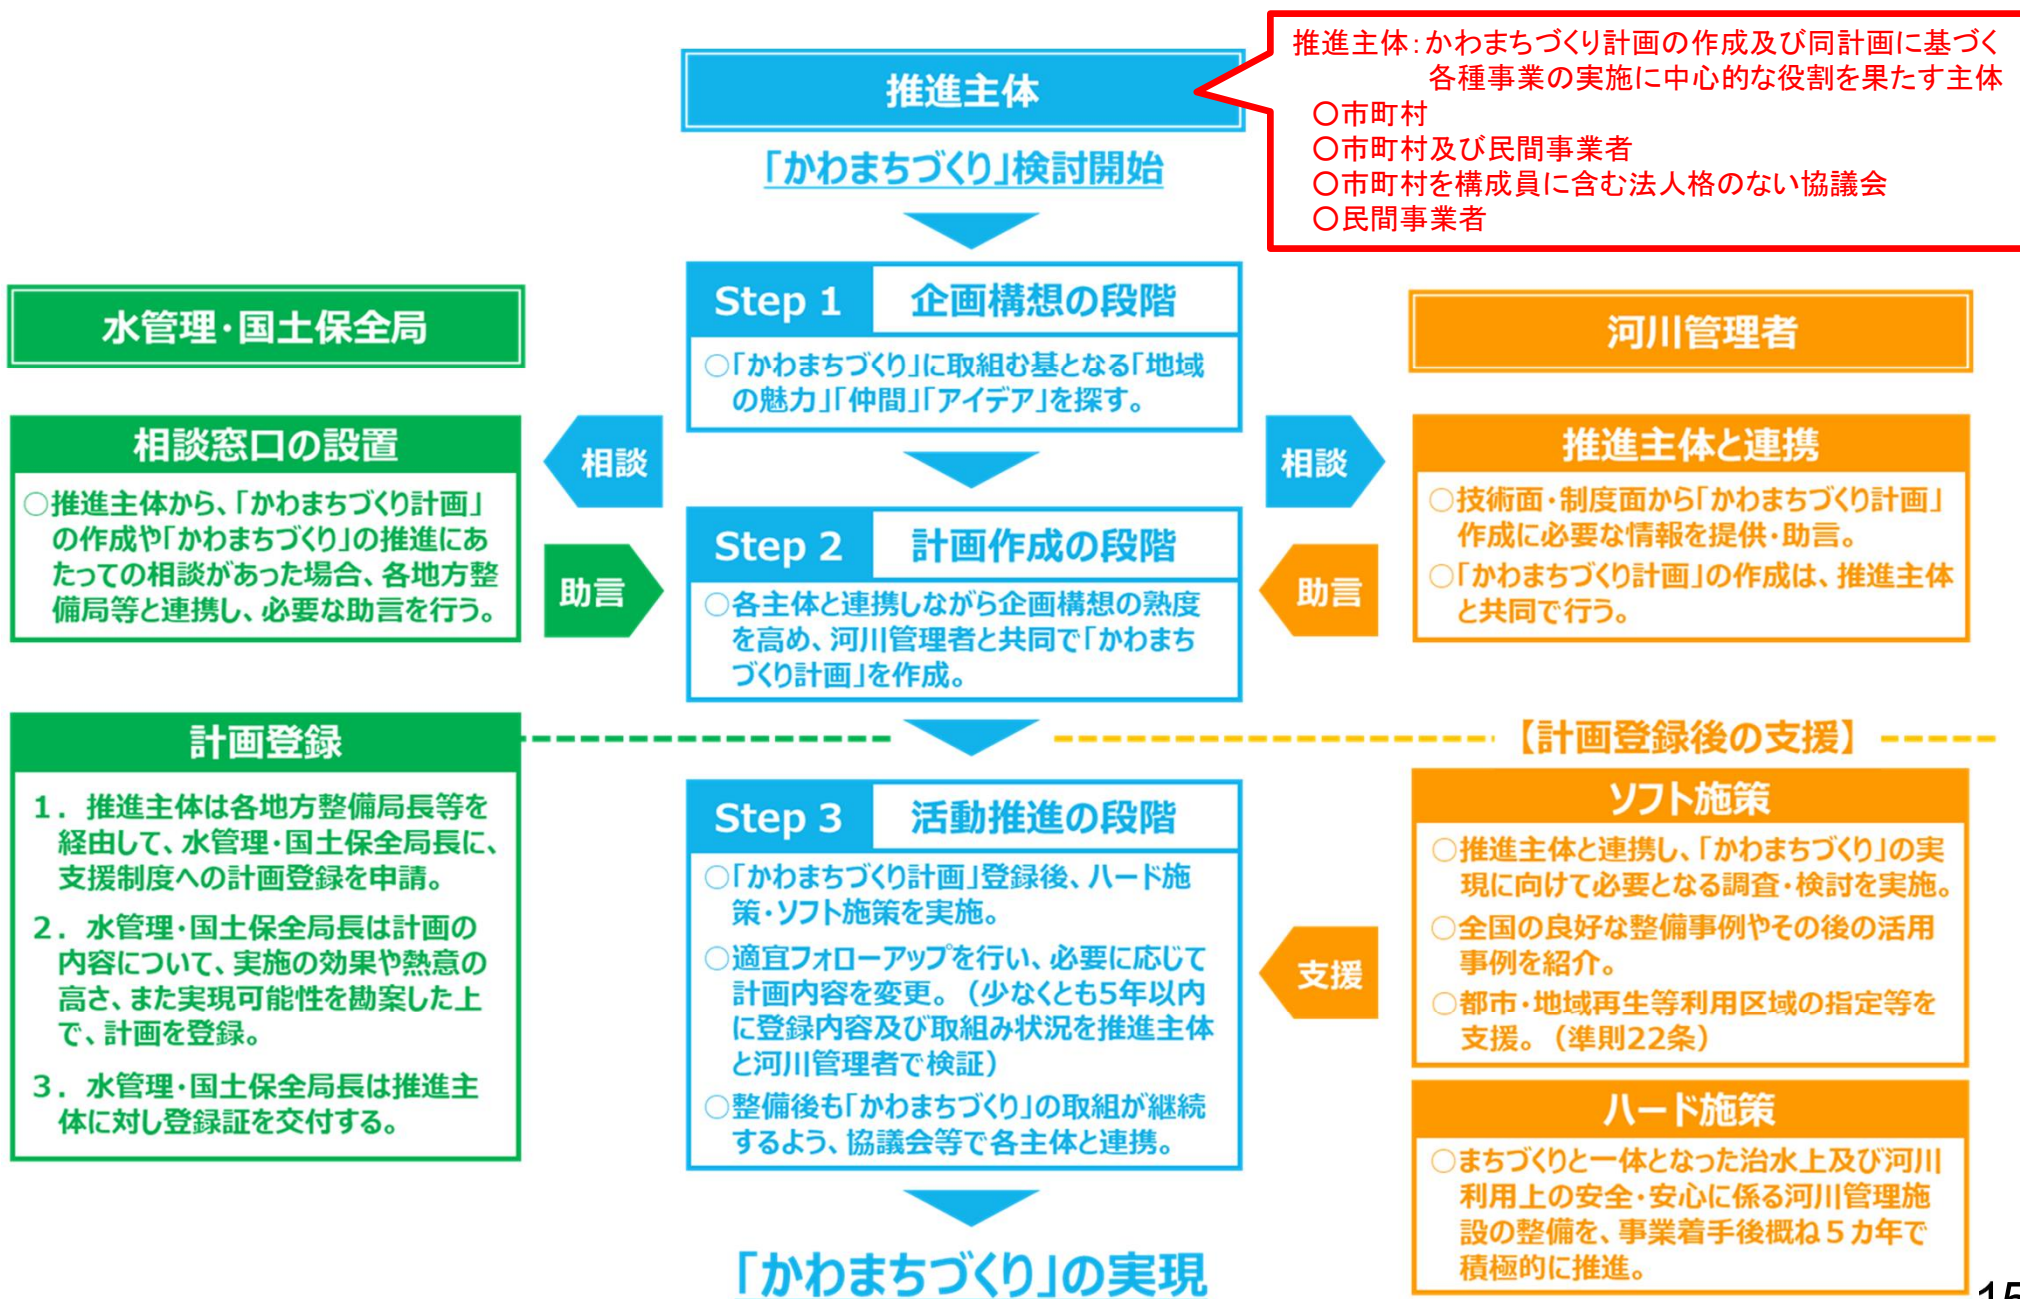 推進主体
推進主体：かわまちづくり計画の作成及び同計画に基づく
各種事業の実施に中心的な役割を果たす主体
○市町村
○市町村及び民間事業者
○市町村を構成員に含む法人格のない協議会
○民間事業者
「かわまちづくり」検討開始
水管理・国土保全局
相談窓口の設置
○推進主体から、「かわまちづくり計画」
の作成や「かわまちづくり」の推進にあ
たっての相談があった場合、各地方整
備局等と連携し、必要な助言を行う。
相談
助言
Step 1 企画構想の段階
○「かわまちづくり」に取組む基となる「地域
の魅力」「仲間」「アイデア」を探す。
Step 2 計画作成の段階
○各主体と連携しながら企画構想の熟度
を高め、河川管理者と共同で「かわまち
づくり計画」を作成。
相談
助言
河川管理者
推進主体と連携
○技術面・制度面から「かわまちづくり計画」
作成に必要な情報を提供・助言。
○「かわまちづくり計画」の作成は、推進主体
と共同で行う。
計画登録
1．推進主体は各地方整備局長等を
経由して、水管理・国土保全局長に、
支援制度への計画登録を申請。
2．水管理・国土保全局長は計画の
内容について、実施の効果や熱意の
高さ、また実現可能性を勘案した上
で、計画を登録。
3．水管理・国土保全局長は推進主
体に対し登録証を交付する。
Step 3 活動推進の段階
○「かわまちづくり計画」登録後、ハード施
策・ソフト施策を実施。
○適宜フォローアップを行い、必要に応じて
計画内容を変更。（少なくとも5年以内
に登録内容及び取組み状況を推進主体
と河川管理者で検証）
○整備後も「かわまちづくり」の取組が継続
するよう、協議会等で各主体と連携。
支援
【計画登録後の支援】
ソフト施策
○推進主体と連携し、「かわまちづくり」の実
現に向けて必要となる調査・検討を実施。
○全国の良好な整備事例やその後の活用
事例を紹介。
○都市・地域再生等利用区域の指定等を
支援。（準則22条）
ハード施策
○まちづくりと一体となった治水上及び河川
利用上の安全・安心に係る河川管理施
設の整備を、事業着手後概ね５カ年で
積極的に推進。
「かわまちづくり」の実現
15